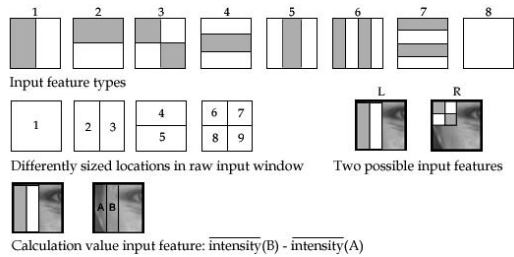 1 2 3 4 5 6 7 8
Input feature types
1 2 3 4 5 6 7 8 9
L R
Differently sized locations in raw input window
Two possible input features
A B
Calculation value input feature: intensity(B) - intensity(A)